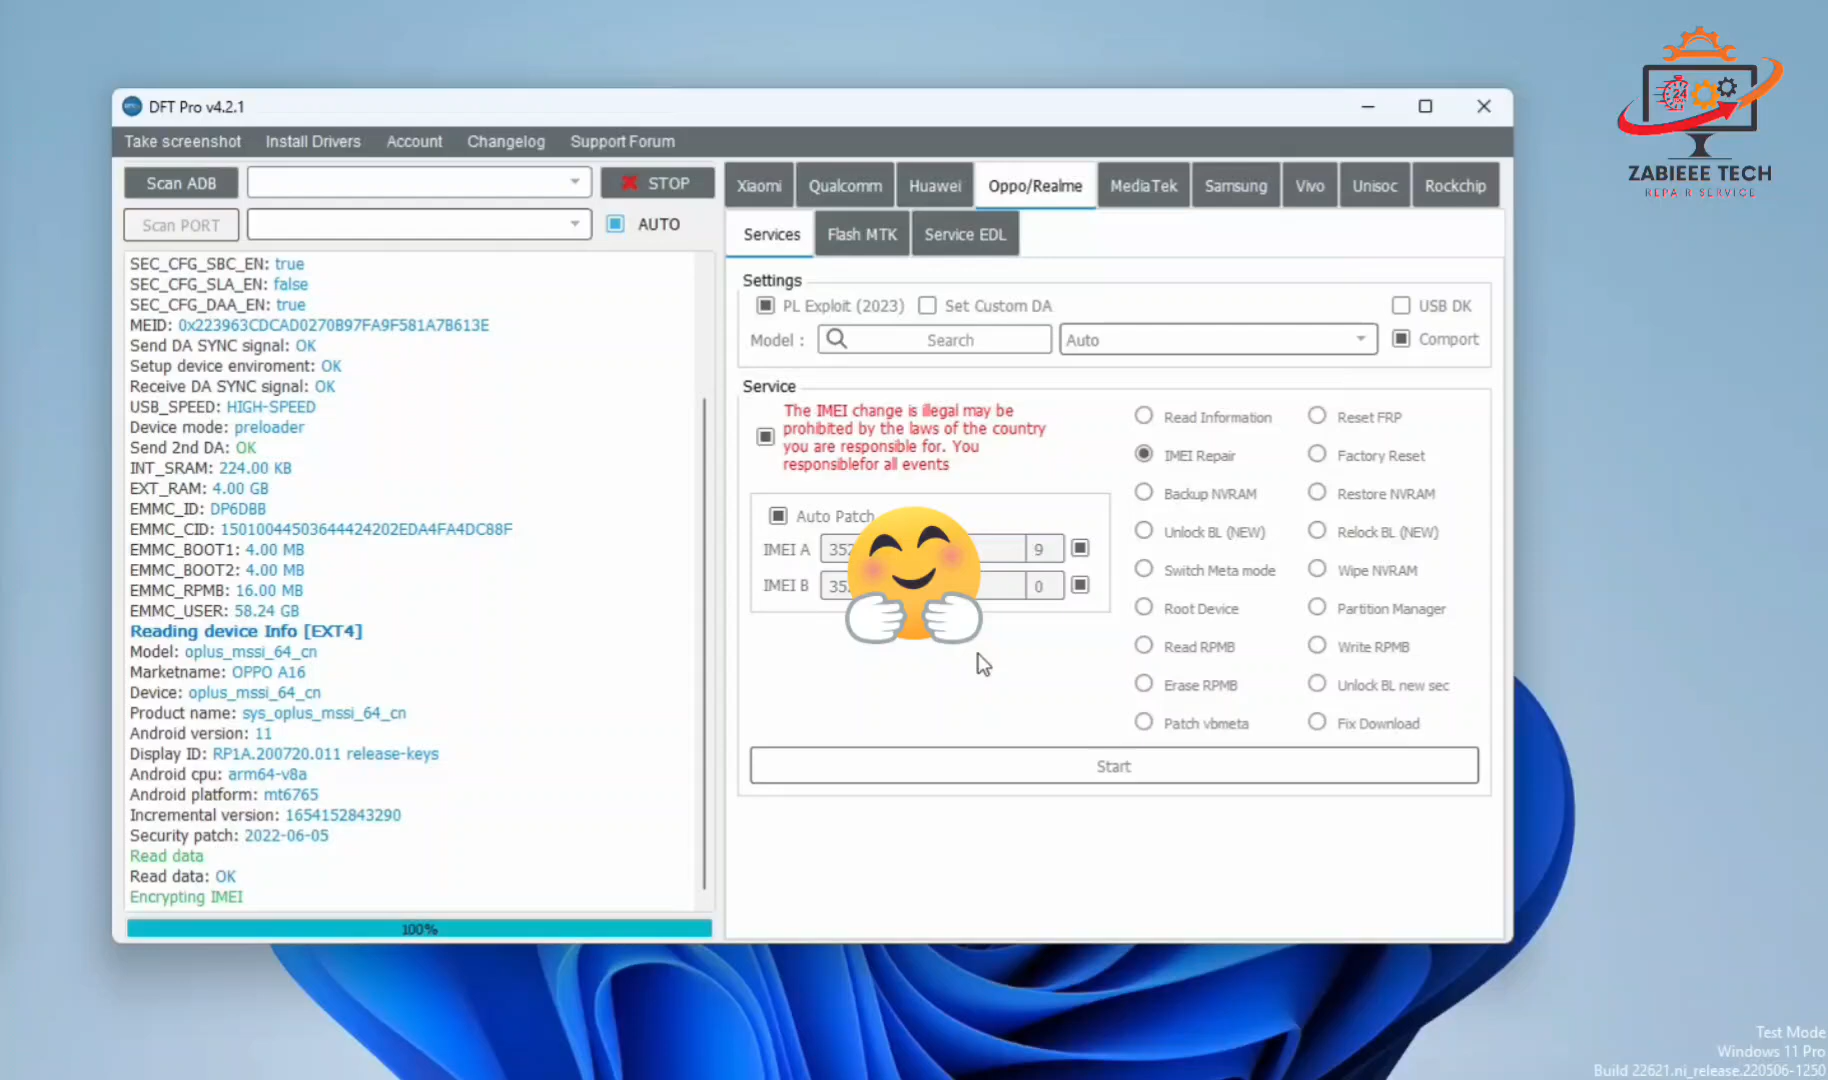 DFT Pro v4.2.1
Take screenshot Install Drivers Account Changelog Support Forum
Scan ADB STOP
Scan PORT AUTO
SEC_CFG_SBC_EN: true
SEC_CFG_SLA_EN: false
SEC_CFG_DAA_EN: true
MEID: 0x223963CDCAD0270B97FA9F581A7B613E
Send DA SYNC signal: OK
Setup device enviroment: OK
Receive DA SYNC signal: OK
USB_SPEED: HIGH-SPEED
Device mode: preloader
Send 2nd DA: OK
INT_SRAM: 224.00 KB
EXT_RAM: 4.00 GB
EMMC_ID: DP6DBB
EMMC_CID: 15010044503644424202EDA4FA4DC88F
EMMC_BOOT1: 4.00 MB
EMMC_BOOT2: 4.00 MB
EMMC_RPMB: 16.00 MB
EMMC_USER: 58.24 GB
Reading device Info [EXT4]
Model: oplus_mssi_64_cn
Marketname: OPPO A16
Device: oplus_mssi_64_cn
Product name: sys_oplus_mssi_64_cn
Android version: 11
Display ID: RP1A.200720.011 release-keys
Android cpu: arm64-v8a
Android platform: mt6765
Incremental version: 1654152843290
Security patch: 2022-06-05
Read data
Read data: OK
Encrypting IMEI
100%
Xiaomi Qualcomm Huawei Oppo/Realme MediaTek Samsung Vivo Unisoc Rockchip
Services Flash MTK Service EDL
Settings
PL Exploit (2023) Set Custom DA USB DK
Model : Search Auto Comport
Service
The IMEI change is illegal may be
prohibited by the laws of the country
you are responsible for. You
responsiblefor all events
Auto Patch
IMEI A 352 9
IMEI B 35 0
Read Information Reset FRP
IMEI Repair Factory Reset
Backup NVRAM Restore NVRAM
Unlock BL (NEW) Relock BL (NEW)
Switch Meta mode Wipe NVRAM
Root Device Partition Manager
Read RPMB Write RPMB
Erase RPMB Unlock BL new sec
Patch vbmeta Fix Download
Start
24
ZABIEEE TECH
REPAIR SERVICE
Test Mode
Windows 11 Pro
Build 22621.ni_release.220506-1250